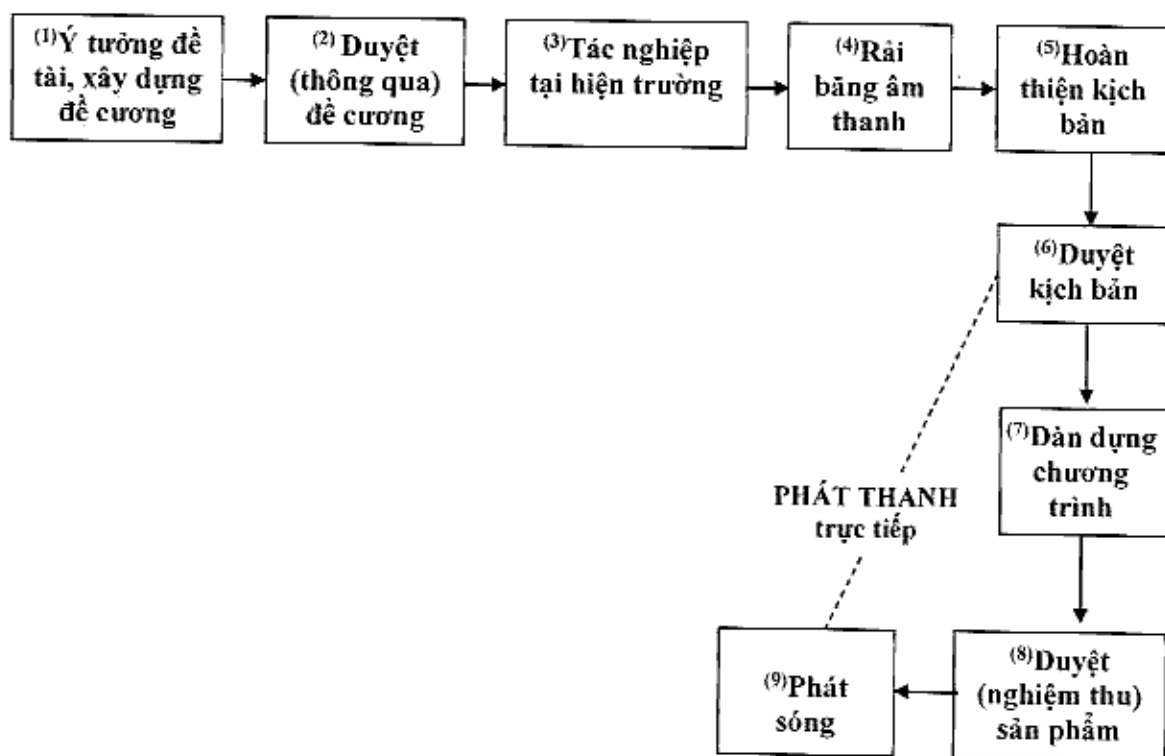 (1)Ý tưởng đề
tài, xây dựng
đề cương
(2) Duyệt
(thông qua)
đề cương
(3)Tác nghiệp
tại hiện trường
(4)Rải
băng âm
thanh
(5)Hoàn
thiện kịch
bản
(6)Duyệt
kịch bản
(7)Dàn dựng
chương
trình
PHÁT THANH
trực tiếp
(8)Duyệt
(nghiệm thu)
sản phẩm
(9)Phát
sóng